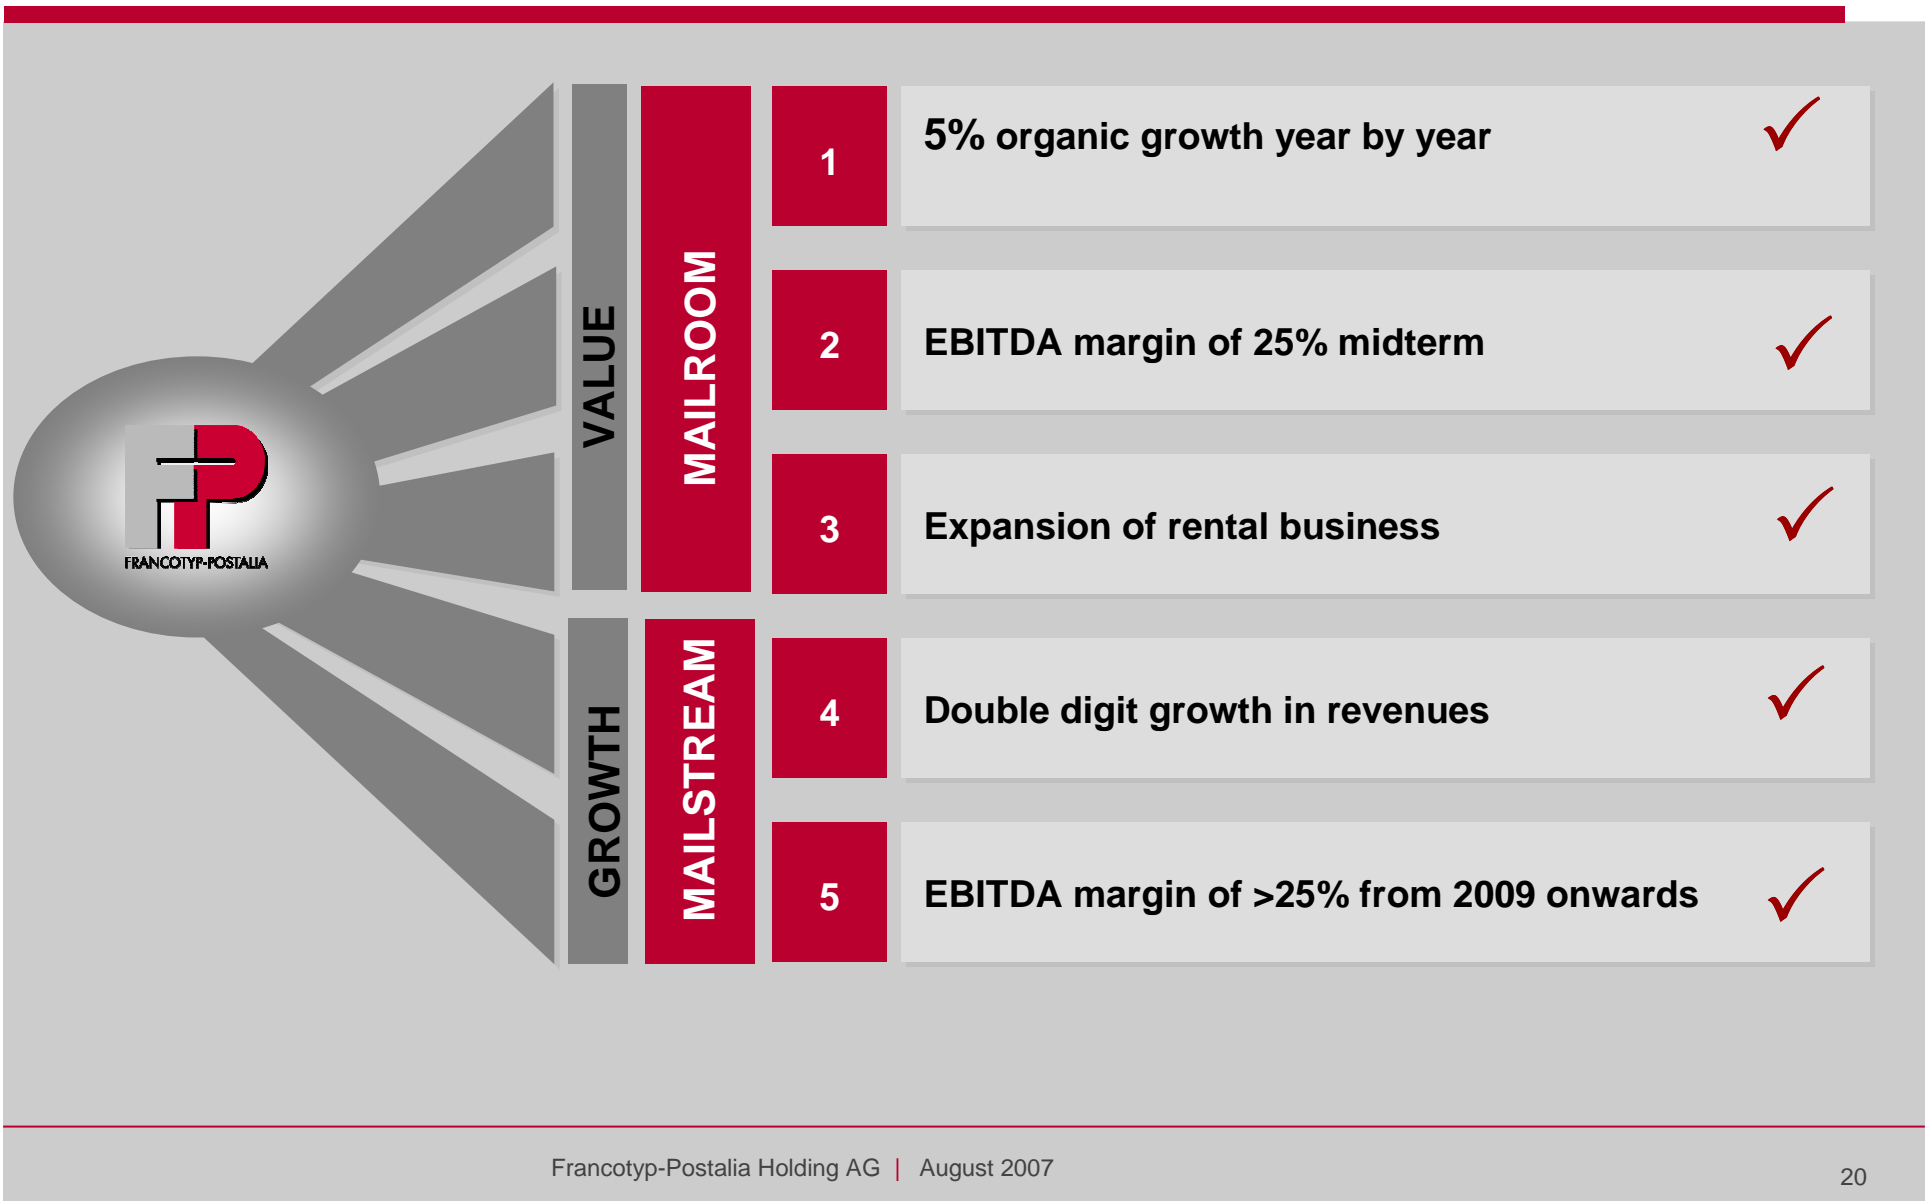 FRANCOTYP-POSTALIA
VALUE
MAILROOM
1
5% organic growth year by year
2
EBITDA margin of 25% midterm
3
Expansion of rental business
GROWTH
MAILSTREAM
4
Double digit growth in revenues
5
EBITDA margin of >25% from 2009 onwards
Francotyp-Postalia Holding AG | August 2007
20